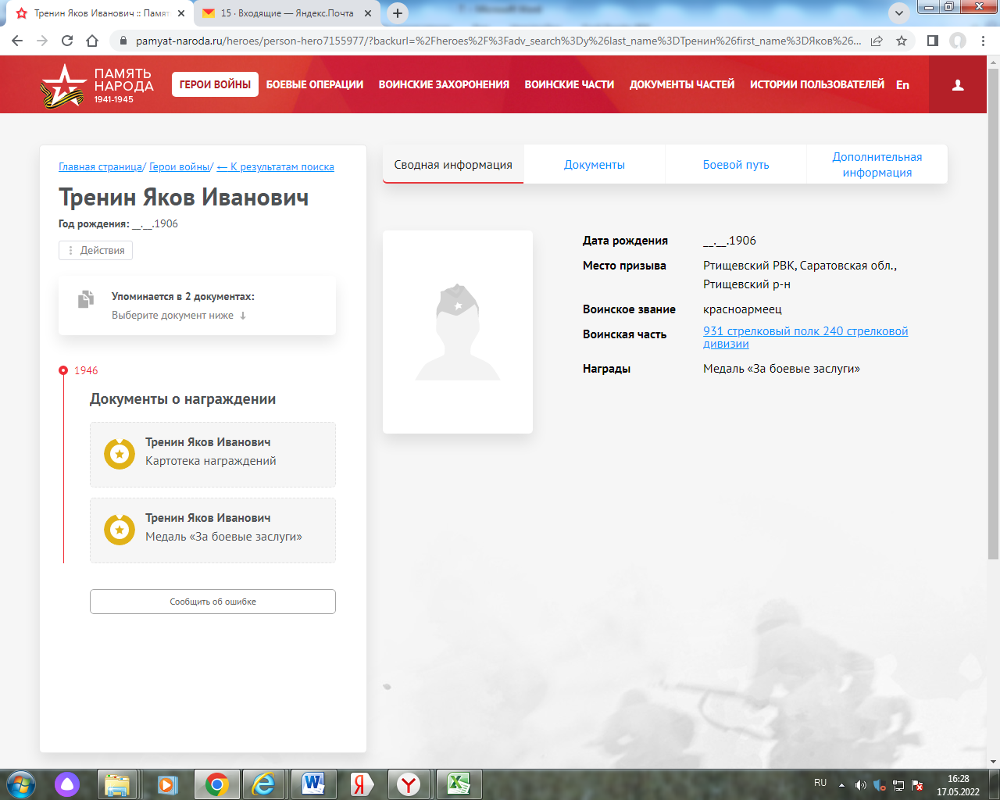 Тренин Яков Иванович :: Памят
15 · Входящие — Яндекс.Почта
pamyat-naroda.ru/heroes/person-hero7155977/?backurl=%2Fheroes%2F%3Fadv_search%3Dy%26last_name%3DТренин%26first_name%3DЯков%26...
ПАМЯТЬ
НАРОДА
1941-1945
ГЕРОИ ВОЙНЫ
БОЕВЫЕ ОПЕРАЦИИ
ВОИНСКИЕ ЗАХОРОНЕНИЯ
ВОИНСКИЕ ЧАСТИ
ДОКУМЕНТЫ ЧАСТЕЙ
ИСТОРИИ ПОЛЬЗОВАТЕЛЕЙ
En
Главная страница/ Герои войны/ ← К результатам поиска
Тренин Яков Иванович
Год рождения: __.__.1906
Действия
Упоминается в 2 документах:
Выберите документ ниже ↓
1946
Документы о награждении
Тренин Яков Иванович
Картотека награждений
Тренин Яков Иванович
Медаль «За боевые заслуги»
Сообщить об ошибке
Сводная информация
Документы
Боевой путь
Дополнительная
информация
Дата рождения __.__.1906
Место призыва Ртищевский РВК, Саратовская обл.,
Ртищевский р-н
Воинское звание красноармеец
Воинская часть 931 стрелковый полк 240 стрелковой
дивизии
Награды Медаль «За боевые заслуги»
RU
16:28
17.05.2022